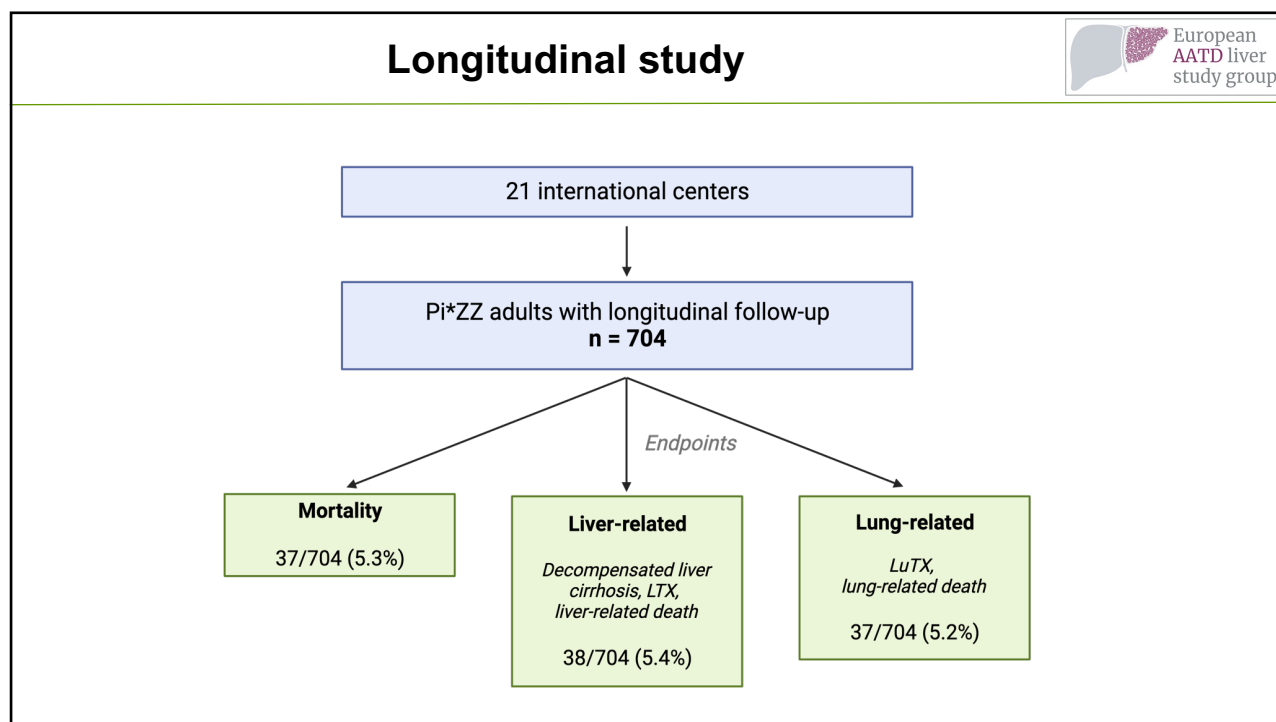 Longitudinal study
European
AATD liver
study group
21 international centers
Pi*ZZ adults with longitudinal follow-up
n = 704
Endpoints
Mortality
37/704 (5.3%)
Liver-related
Decompensated liver
cirrhosis, LTX,
liver-related death
38/704 (5.4%)
Lung-related
LuTX,
lung-related death
37/704 (5.2%)